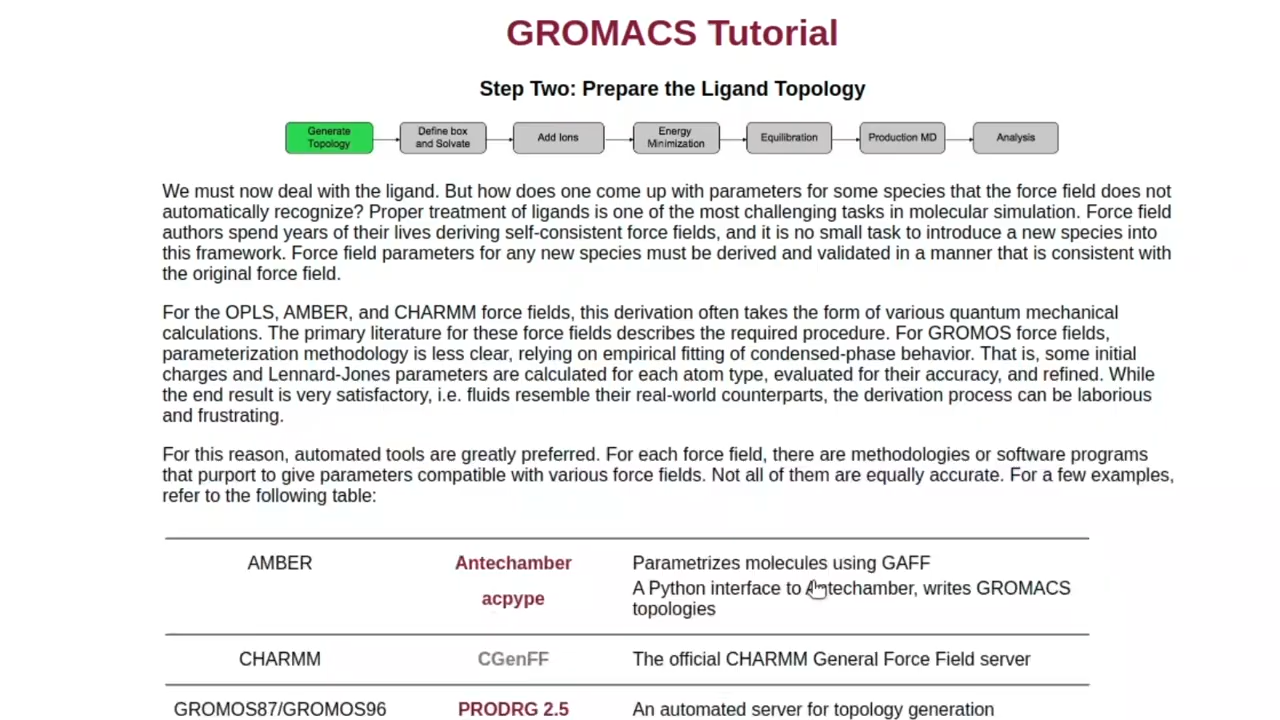 GROMACS Tutorial
Step Two: Prepare the Ligand Topology
Generate Topology
Define box and Solvate
Add Ions
Energy Minimization
Equilibration
Production MD
Analysis
We must now deal with the ligand. But how does one come up with parameters for some species that the force field does not
automatically recognize? Proper treatment of ligands is one of the most challenging tasks in molecular simulation. Force field
authors spend years of their lives deriving self-consistent force fields, and it is no small task to introduce a new species into
this framework. Force field parameters for any new species must be derived and validated in a manner that is consistent with
the original force field.
For the OPLS, AMBER, and CHARMM force fields, this derivation often takes the form of various quantum mechanical
calculations. The primary literature for these force fields describes the required procedure. For GROMOS force fields,
parameterization methodology is less clear, relying on empirical fitting of condensed-phase behavior. That is, some initial
charges and Lennard-Jones parameters are calculated for each atom type, evaluated for their accuracy, and refined. While
the end result is very satisfactory, i.e. fluids resemble their real-world counterparts, the derivation process can be laborious
and frustrating.
For this reason, automated tools are greatly preferred. For each force field, there are methodologies or software programs
that purport to give parameters compatible with various force fields. Not all of them are equally accurate. For a few examples,
refer to the following table:
AMBER
Antechamber
Parametrizes molecules using GAFF
acpype
A Python interface to Antechamber, writes GROMACS
topologies
CHARMM
CGenFF
The official CHARMM General Force Field server
GROMOS87/GROMOS96
PRODRG 2.5
An automated server for topology generation